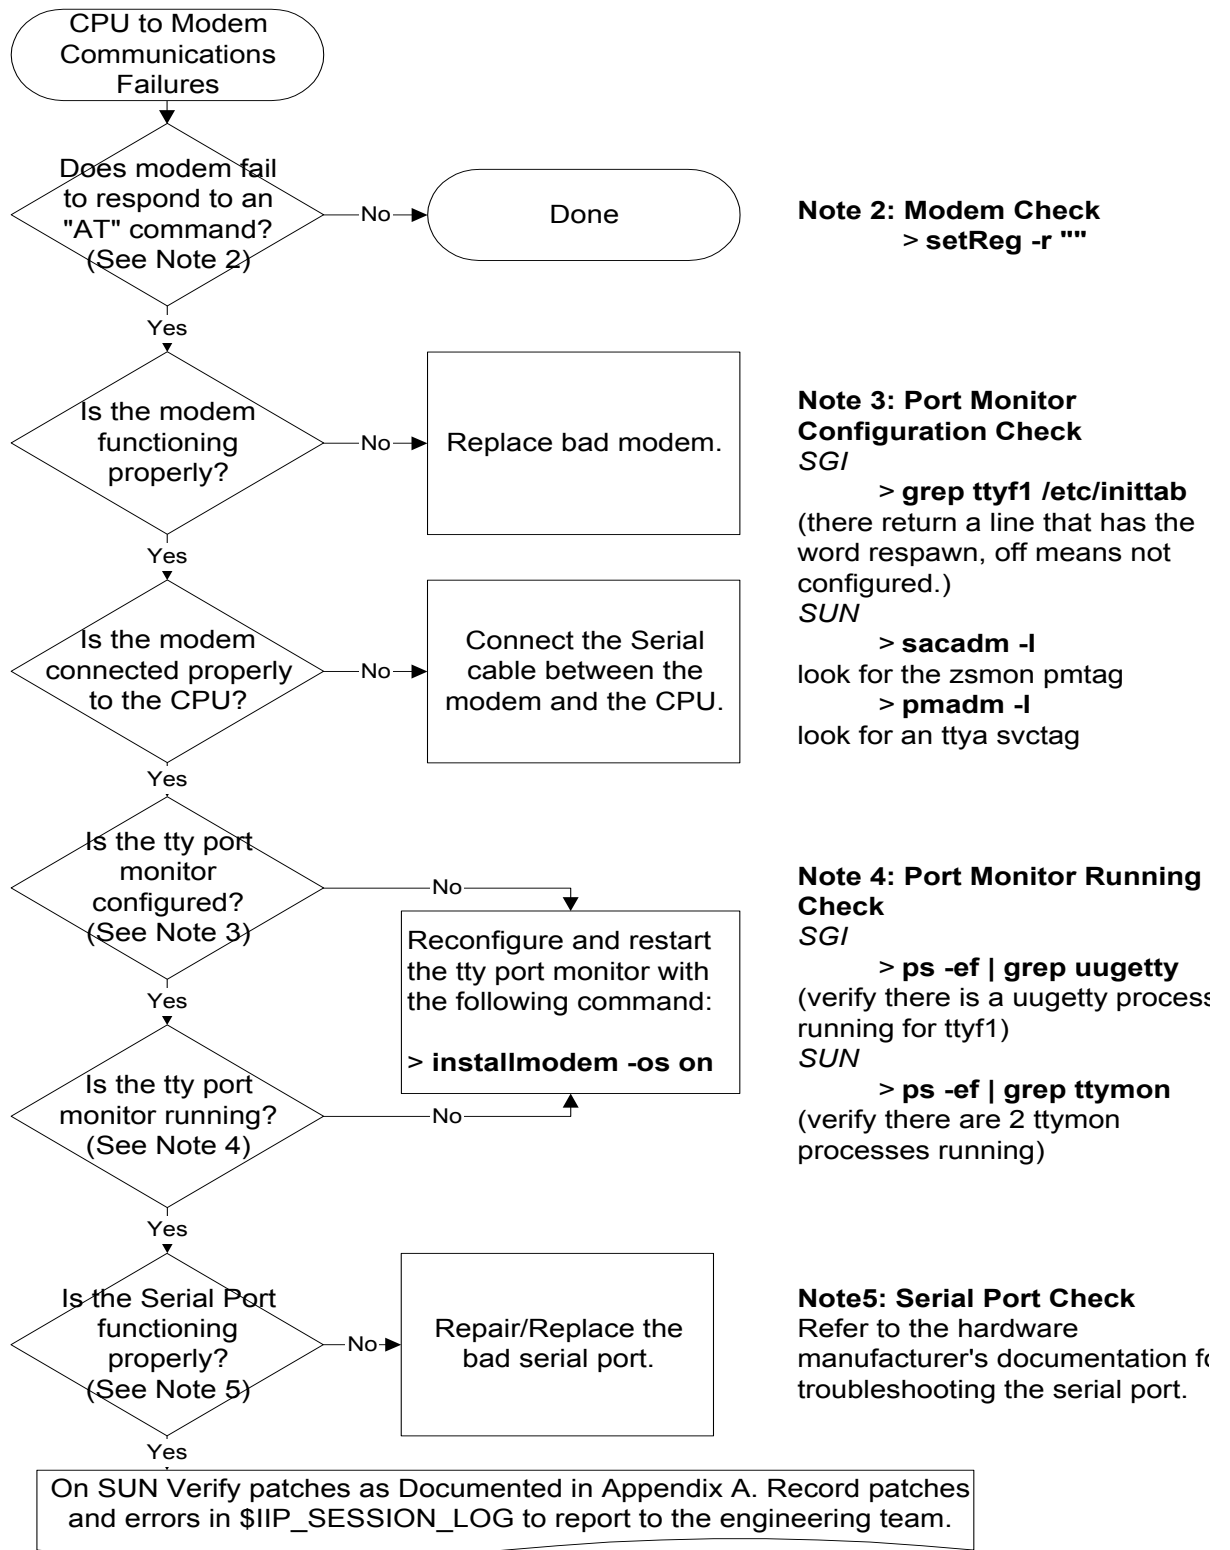 CPU to Modem
Communications
Failures
Does modem fail
to respond to an
"AT" command?
(See Note 2)
No
Done
Note 2: Modem Check
> setReg -r ""
Yes
Is the modem
functioning
properly?
No
Replace bad modem.
Note 3: Port Monitor
Configuration Check
SGI
> grep ttyf1 /etc/inittab
(there return a line that has the
word respawn, off means not
configured.)
SUN
> sacadm -l
look for the zsmon pmtag
> pmadm -l
look for an ttya svctag
Yes
Is the modem
connected properly
to the CPU?
No
Connect the Serial
cable between the
modem and the CPU.
Yes
Is the tty port
monitor
configured?
(See Note 3)
No
Reconfigure and restart
the tty port monitor with
the following command:
> installmodem -os on
Note 4: Port Monitor Running
Check
SGI
> ps -ef | grep uugetty
(verify there is a uugetty process
running for ttyf1)
SUN
> ps -ef | grep ttymon
(verify there are 2 ttymon
processes running)
Yes
Is the tty port
monitor running?
(See Note 4)
No
Yes
Is the Serial Port
functioning
properly?
(See Note 5)
No
Repair/Replace the
bad serial port.
Note5: Serial Port Check
Refer to the hardware
manufacturer's documentation fo
troubleshooting the serial port.
Yes
On SUN Verify patches as Documented in Appendix A. Record patches
and errors in $IIP_SESSION_LOG to report to the engineering team.